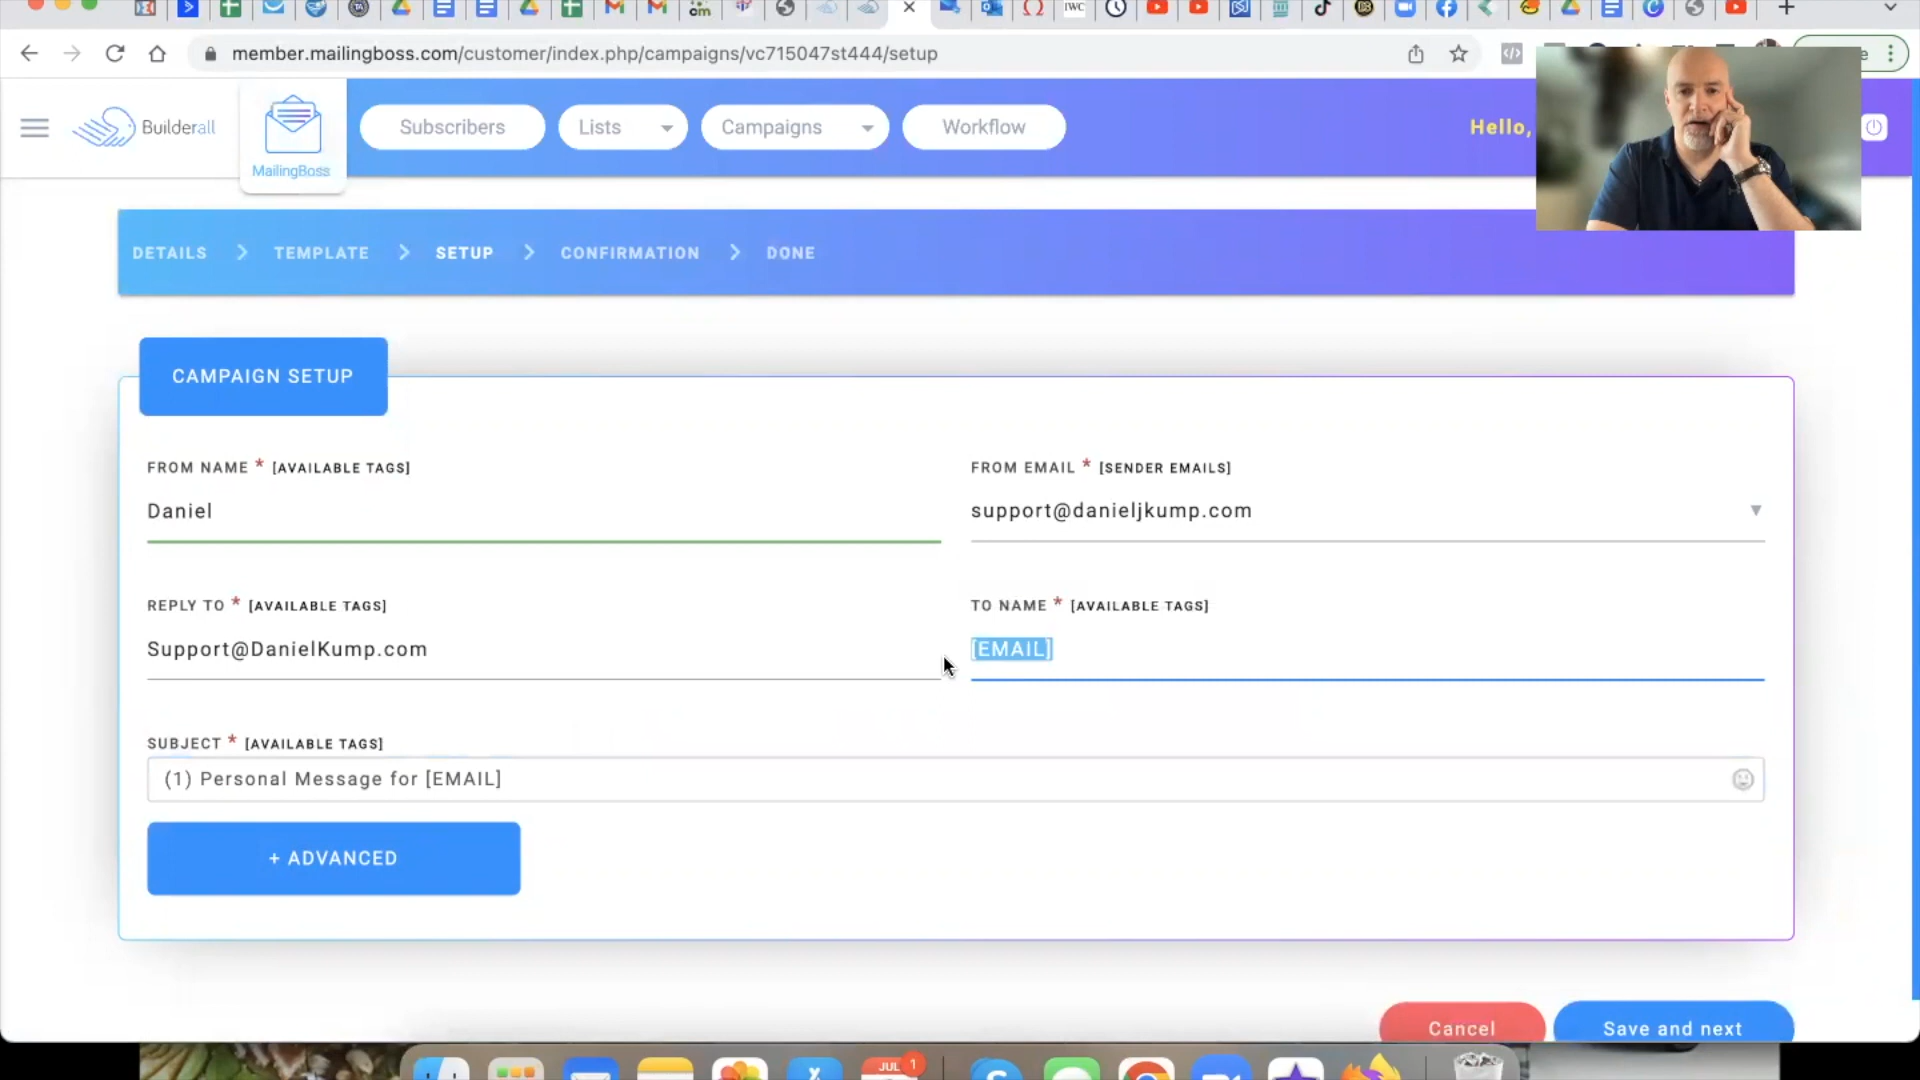 member.mailingboss.com/customer/index.php/campaigns/vc715047st444/setup
Builderall
MailingBoss
Subscribers
Lists
Campaigns
Workflow
Hello,
DETAILS > TEMPLATE > SETUP > CONFIRMATION > DONE
CAMPAIGN SETUP
FROM NAME * [AVAILABLE TAGS]
Daniel
FROM EMAIL * [SENDER EMAILS]
support@danieljkump.com
REPLY TO * [AVAILABLE TAGS]
Support@DanielKump.com
TO NAME * [AVAILABLE TAGS]
[EMAIL]
SUBJECT * [AVAILABLE TAGS]
(1) Personal Message for [EMAIL]
+ ADVANCED
Cancel
Save and next
JUL
1